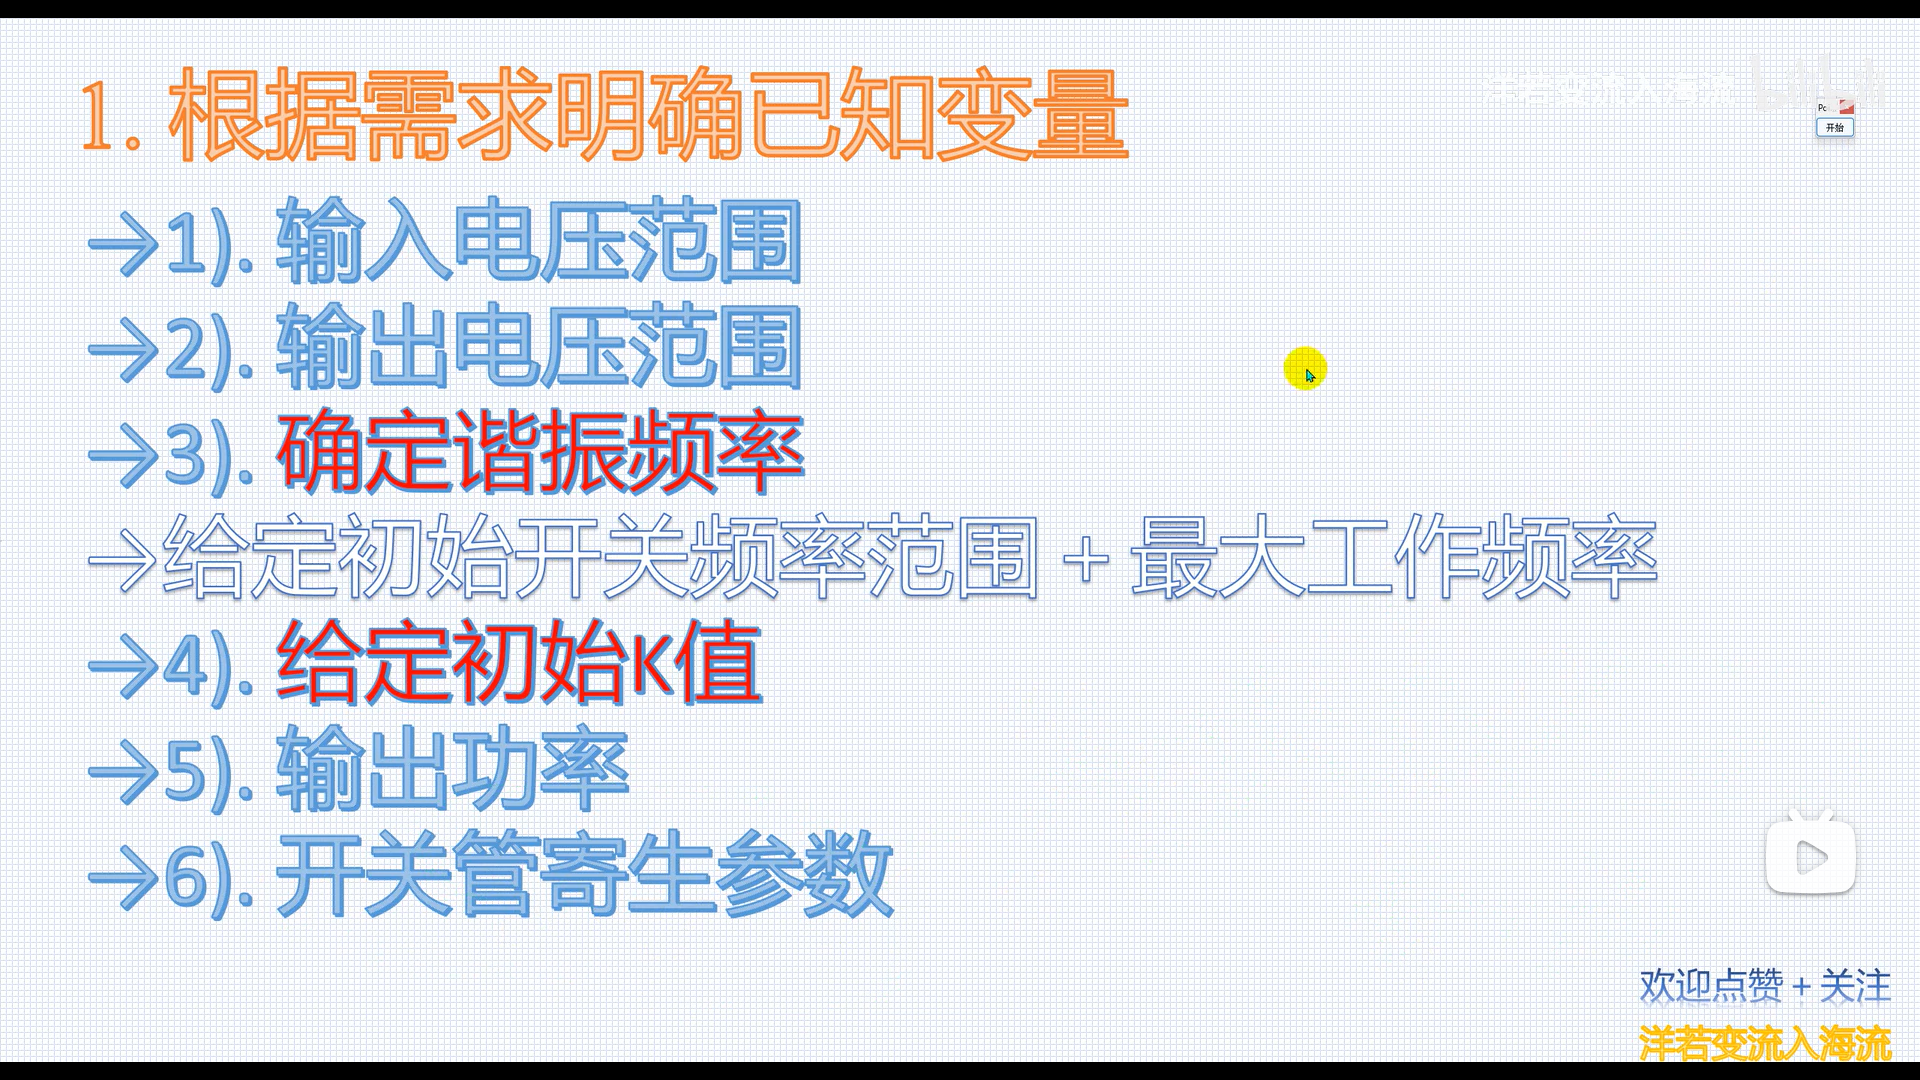 1. 根据需求明确已知变量
洋若变流入海流 bilibili
开始
→1). 输入电压范围
→2). 输出电压范围
→3). 确定谐振频率
→给定初始开关频率范围 + 最大工作频率
→4). 给定初始K值
→5). 输出功率
→6). 开关管寄生参数
欢迎点赞 + 关注
洋若变流入海流